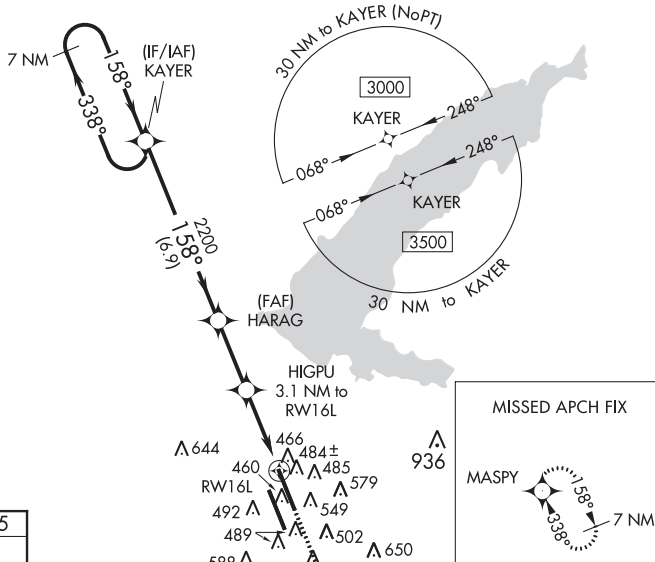 30 NM to KAYER (NoPT)
7 NM
(IF/IAF)
KAYER
158°
338°
3000
KAYER
248°
068°
248°
068°
KAYER
3500
30 NM to KAYER
2200
158°
(6.9)
(FAF)
HARAG
HIGPU
3.1 NM to
RW16L
MISSED APCH FIX
644
466
484±
485
936
460
579
RW16L
549
492
MASPY
158°
338°
7 NM
489
502
650
5
588